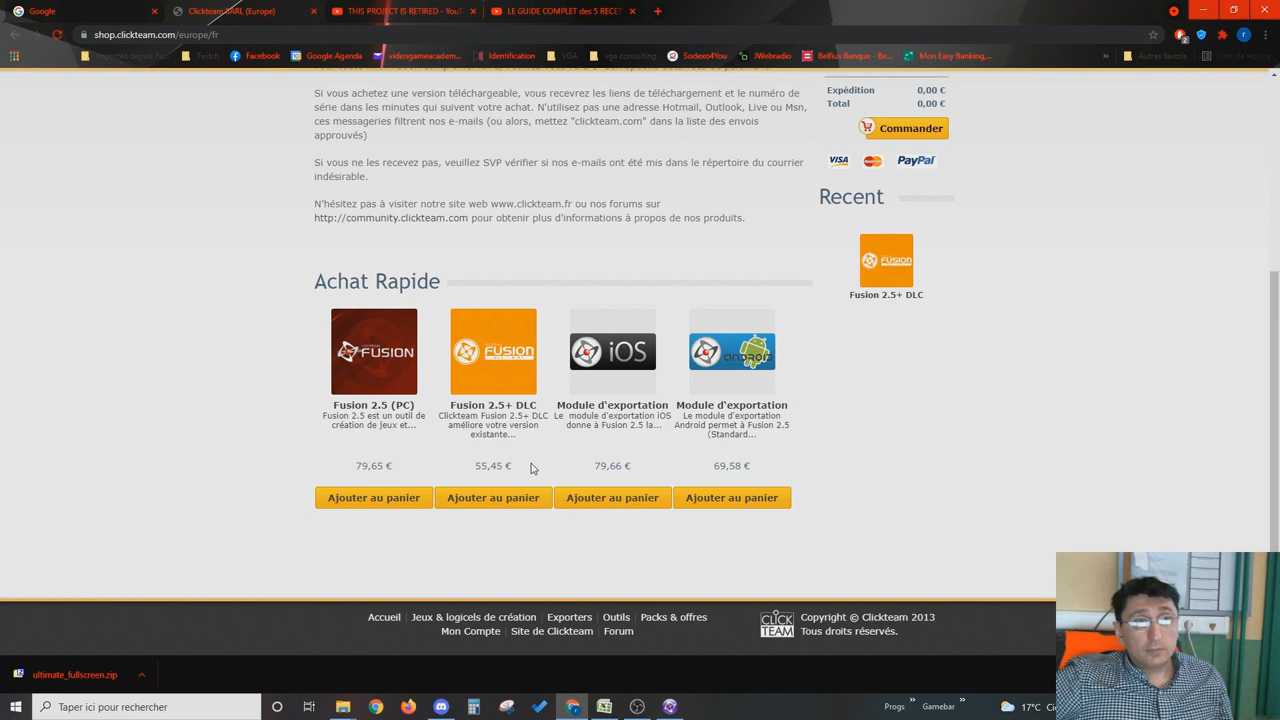 Google
Clickteam SARL (Europe)
THIS PROJECT IS RETIRED - YouT
LE GUIDE COMPLET des 5 RECET
shop.clickteam.com/europe/fr
Importés depuis
Twitch
Facebook
Google Agenda
videogameacadem...
Identification
VGA
vga consulting
Sodexo4You
JWebradio
Belfius Banque - Bie...
Mon Easy Banking,...
Autres favoris
Liste de lecture
Si vous achetez une version téléchargeable, vous recevrez les liens de téléchargement et le numéro de
série dans les minutes qui suivent votre achat. N'utilisez pas une adresse Hotmail, Outlook, Live ou Msn,
ces messageries filtrent nos e-mails (ou alors, mettez "clickteam.com" dans la liste des envois
approuvés)
Si vous ne les recevez pas, veuillez SVP vérifier si nos e-mails ont été mis dans le répertoire du courrier
indésirable.
N'hésitez pas à visiter notre site web www.clickteam.fr ou nos forums sur
http://community.clickteam.com pour obtenir plus d'informations à propos de nos produits.
Expédition 0,00 €
Total 0,00 €
Commander
VISA MasterCard PayPal
Recent
FUSION
Fusion 2.5+ DLC
Achat Rapide
FUSION
FUSION
iOS
android
Fusion 2.5 (PC)
Fusion 2.5 est un outil de
création de jeux et...
79,65 €
Ajouter au panier
Fusion 2.5+ DLC
Clickteam Fusion 2.5+ DLC
améliore votre version
existante...
55,45 €
Ajouter au panier
Module d'exportation
Le module d'exportation iOS
donne à Fusion 2.5 la...
79,66 €
Ajouter au panier
Module d'exportation
Le module d'exportation
Android permet à Fusion 2.5
(Standard...
69,58 €
Ajouter au panier
Accueil | Jeux & logiciels de création | Exporters | Outils | Packs & offres
Mon Compte | Site de Clickteam | Forum
CLICK
TEAM
Copyright © Clickteam 2013
Tous droits réservés.
ultimate_fullscreen.zip
Taper ici pour rechercher
Progs
Gamebar
17°C